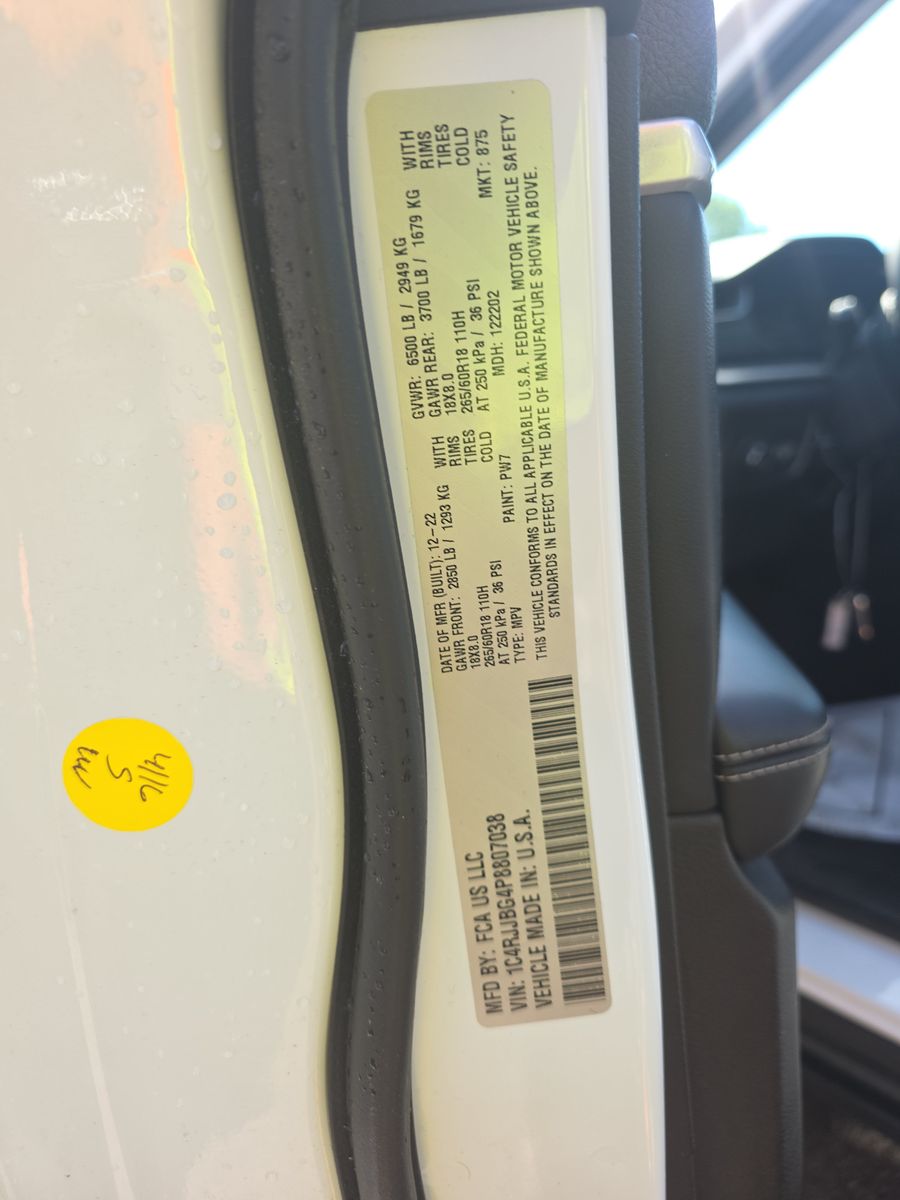 MFD BY: FCA US LLC
VIN: 1C4RJJBG4P8807038
VEHICLE MADE IN: U.S.A.
DATE OF MFR (BUILT): 12-22
GAWR FRONT: 2850 LB / 1293 KG WITH
18X8.0 RIMS
265/60R18 110H TIRES
AT 250 kPa / 36 PSI COLD
TYPE: MPV PAINT: PW7
GVWR: 6500 LB / 2949 KG
GAWR REAR: 3700 LB / 1679 KG WITH
18X8.0 RIMS
265/60R18 110H TIRES
AT 250 kPa / 36 PSI COLD
MDH: 122202 MKT: 875
THIS VEHICLE CONFORMS TO ALL APPLICABLE U.S.A. FEDERAL MOTOR VEHICLE SAFETY
STANDARDS IN EFFECT ON THE DATE OF MANUFACTURE SHOWN ABOVE.
4116
5